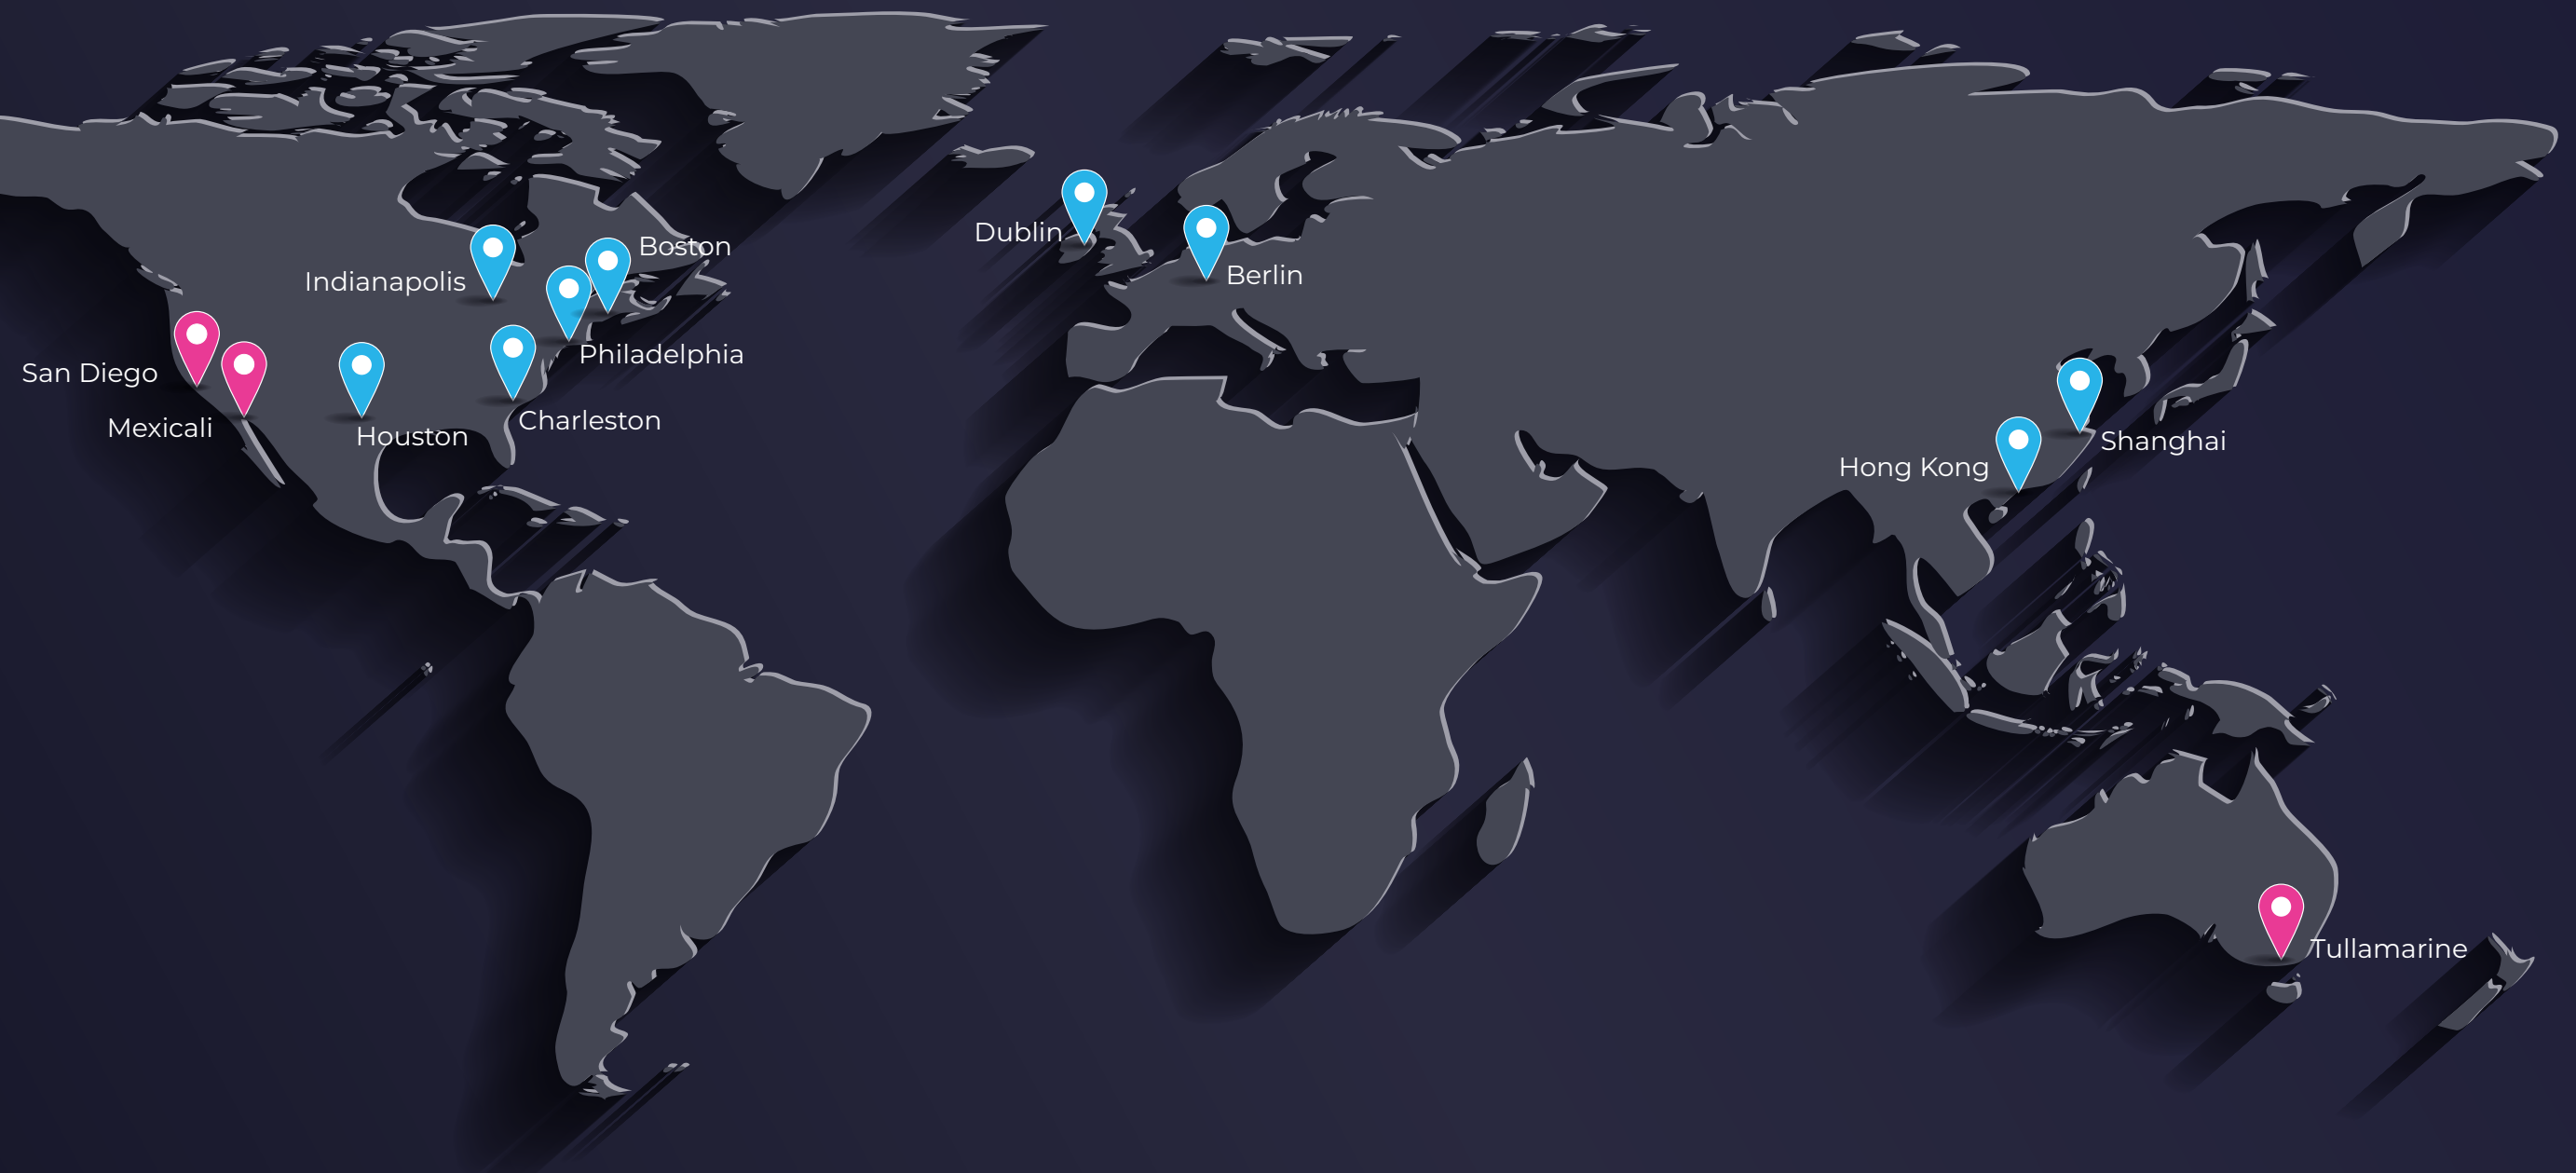 Dublin
Boston
Berlin
Indianapolis
Philadelphia
San Diego
Charleston
Mexicali
Houston
Shanghai
Hong Kong
Tullamarine